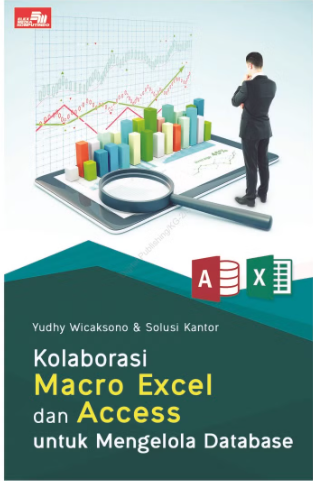 Yudhy Wicaksono & Solusi Kantor
Kolaborasi
Macro Excel
dan Access
untuk Mengelola Database
A
X